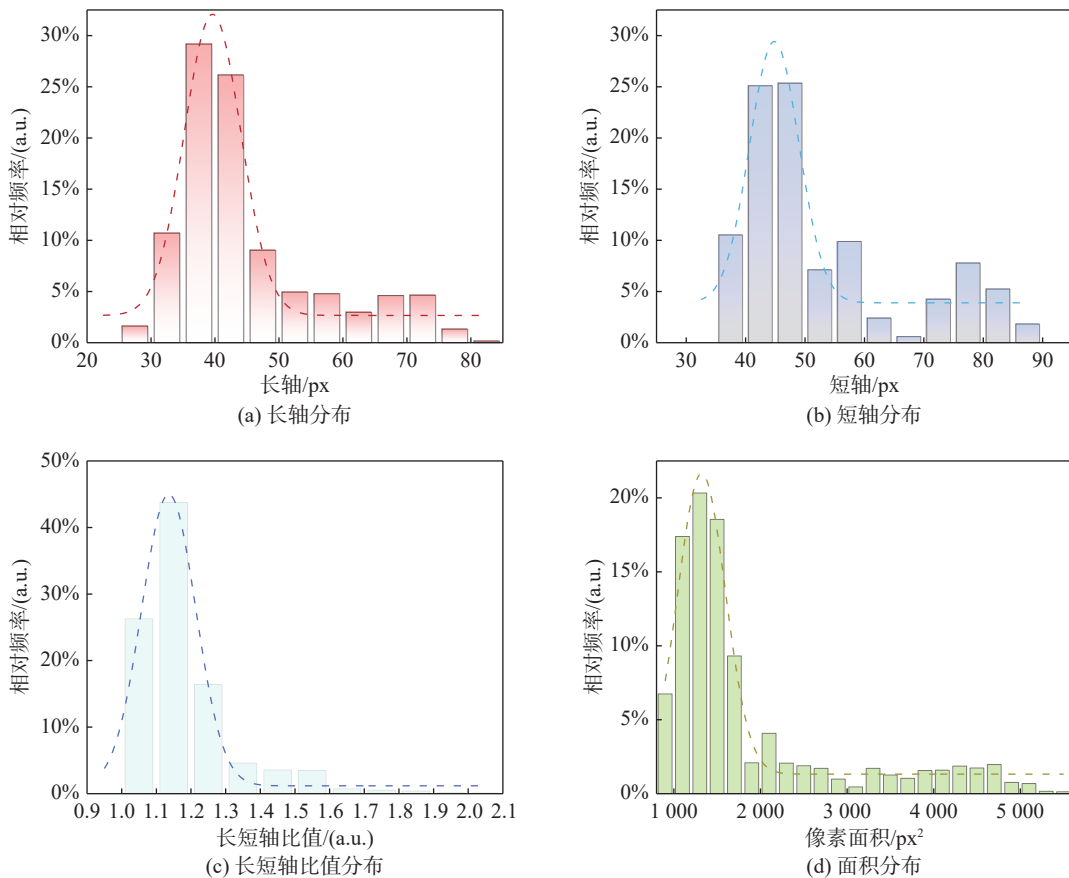 35%
30%
25%
20%
15%
10%
5%
0%
相对频率/(a.u.)
20 30 40 50 60 70 80
长轴/px
(a) 长轴分布
30%
25%
20%
15%
10%
5%
0%
相对频率/(a.u.)
30 40 50 60 70 80 90
短轴/px
(b) 短轴分布
50%
40%
30%
20%
10%
0%
相对频率/(a.u.)
0.9 1.0 1.1 1.2 1.3 1.4 1.5 1.6 1.7 1.8 1.9 2.0 2.1
长短轴比值/(a.u.)
(c) 长短轴比值分布
20%
15%
10%
5%
0%
相对频率/(a.u.)
1 000 2 000 3 000 4 000 5 000
像素面积/px²
(d) 面积分布